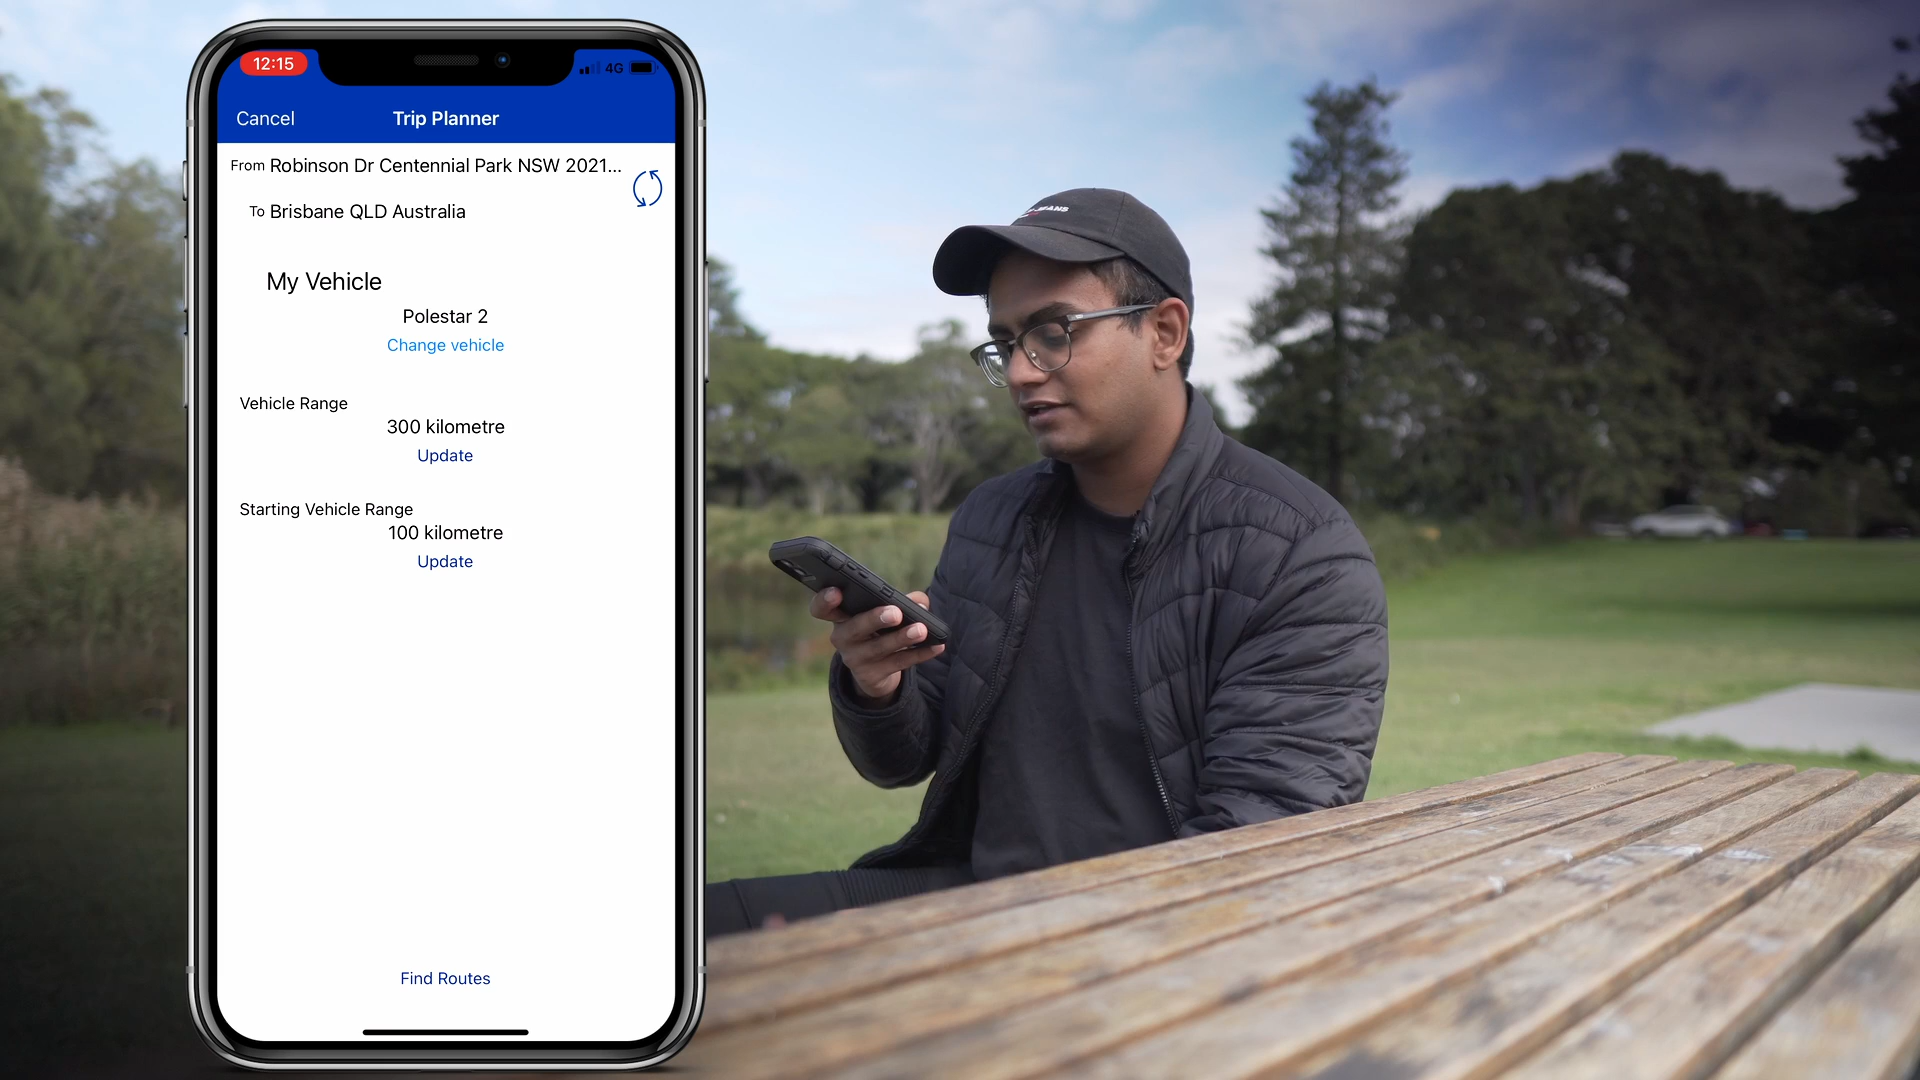 12:15
4G
Cancel
Trip Planner
From Robinson Dr Centennial Park NSW 2021...
To Brisbane QLD Australia
My Vehicle
Polestar 2
Change vehicle
Vehicle Range
300 kilometre
Update
Starting Vehicle Range
100 kilometre
Update
Find Routes